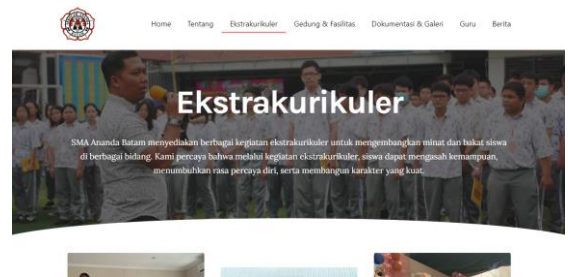 Home Tentang Ekstrakurikuler Gedung & Fasilitas Dokumentasi & Galeri Guru Berita
Ekstrakurikuler
SMA Ananda Batam menyediakan berbagai kegiatan ekstrakurikuler untuk mengembangkan minat dan bakat siswa
di berbagai bidang. Kami percaya bahwa melalui kegiatan ekstrakurikuler, siswa dapat mengasah kemampuan,
menumbuhkan rasa percaya diri, serta membangun karakter yang kuat.